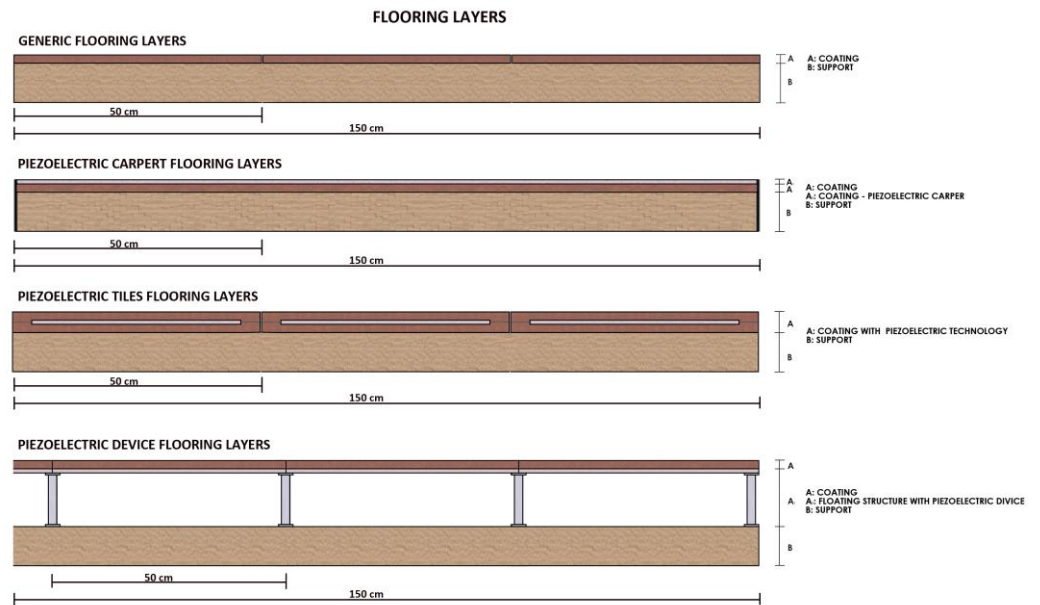 FLOORING LAYERS
GENERIC FLOORING LAYERS
A
B
A: COATING
B: SUPPORT
50 cm
150 cm
PIEZOELECTRIC CARPERT FLOORING LAYERS
A.
A
B
A: COATING
A.: COATING - PIEZOELECTRIC CARPER
B: SUPPORT
50 cm
150 cm
PIEZOELECTRIC TILES FLOORING LAYERS
A
B
A: COATING WITH PIEZOELECTRIC TECHNOLOGY
B: SUPPORT
50 cm
150 cm
PIEZOELECTRIC DEVICE FLOORING LAYERS
A
A.
B
A: COATING
A.: FLOATING STRUCTURE WITH PIEZOELECTRIC DIVICE
B: SUPPORT
50 cm
150 cm